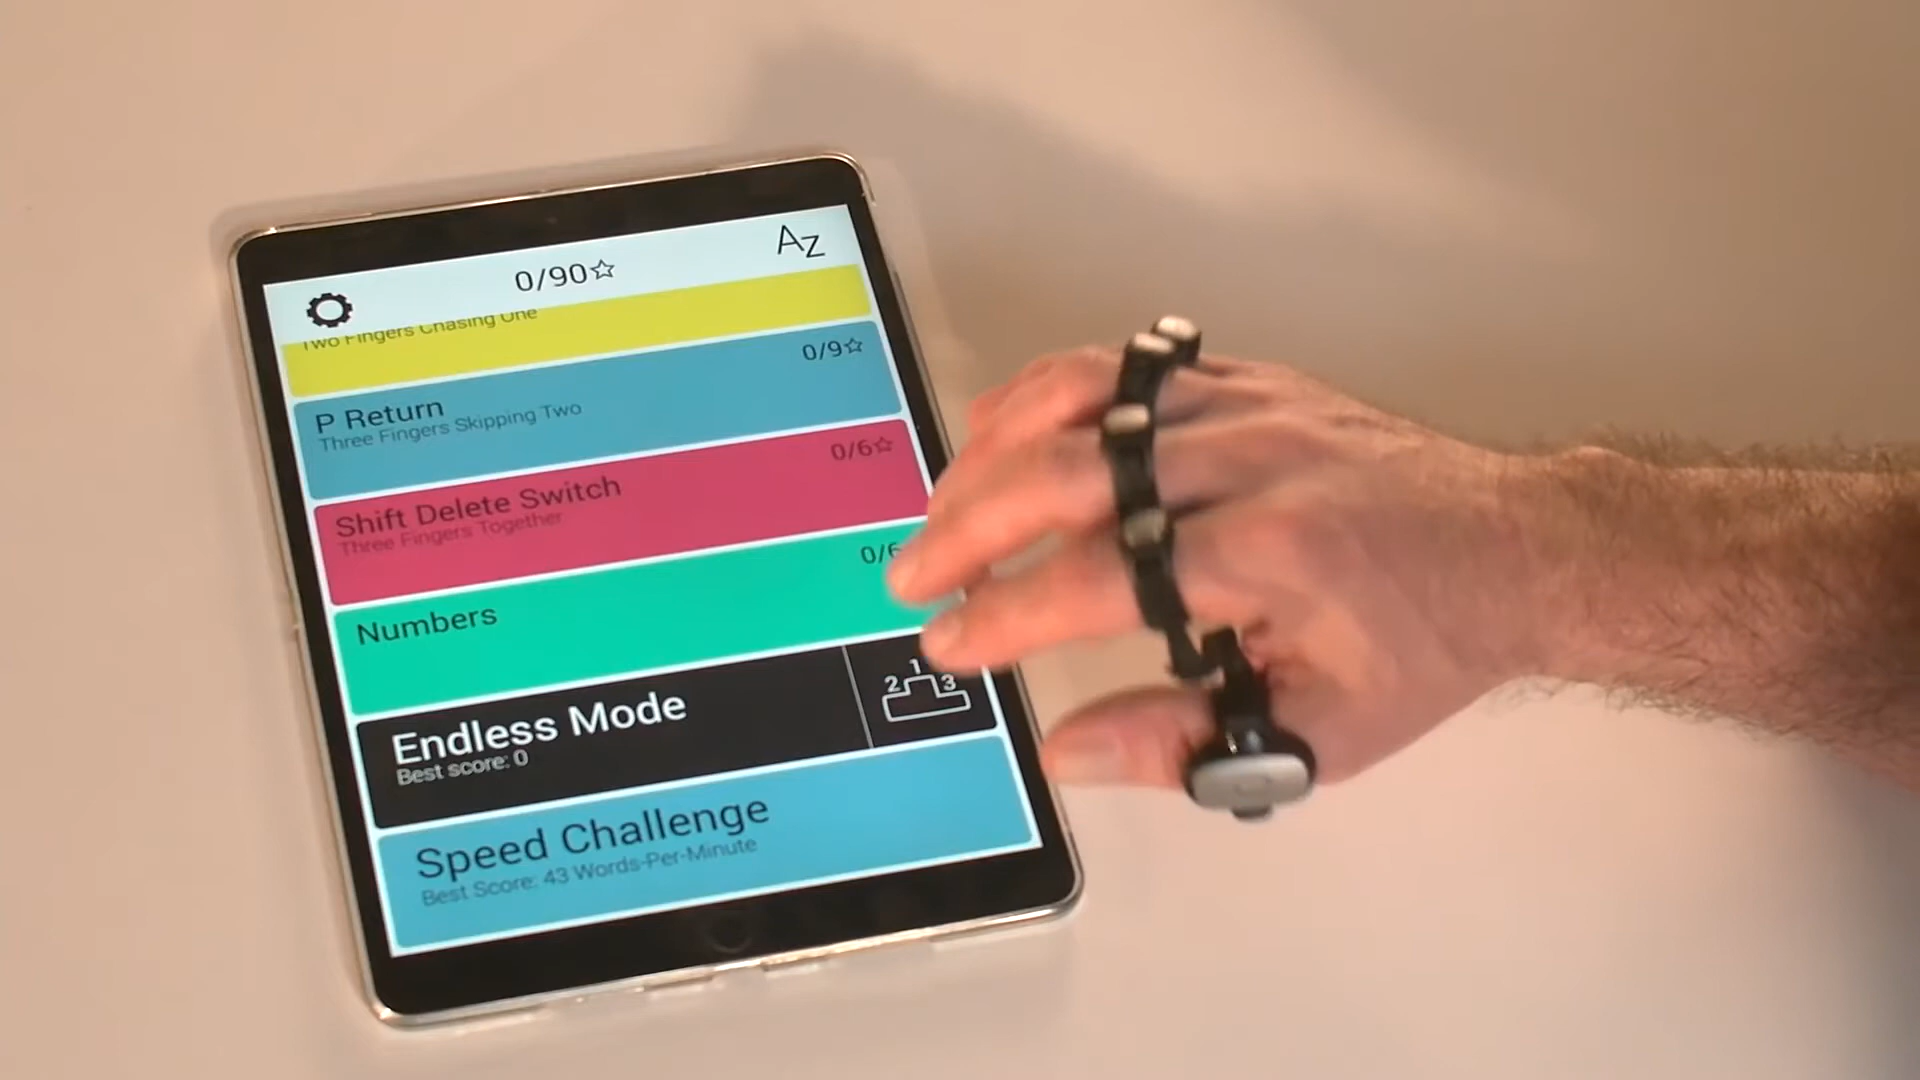 0/90☆
AZ
Two Fingers Chasing One
P Return
0/9☆
Three Fingers Skipping Two
Shift Delete Switch
0/6☆
Three Fingers Together
Numbers
0/6
Endless Mode
Best score: 0
1
2 3
Speed Challenge
Best Score: 43 Words-Per-Minute